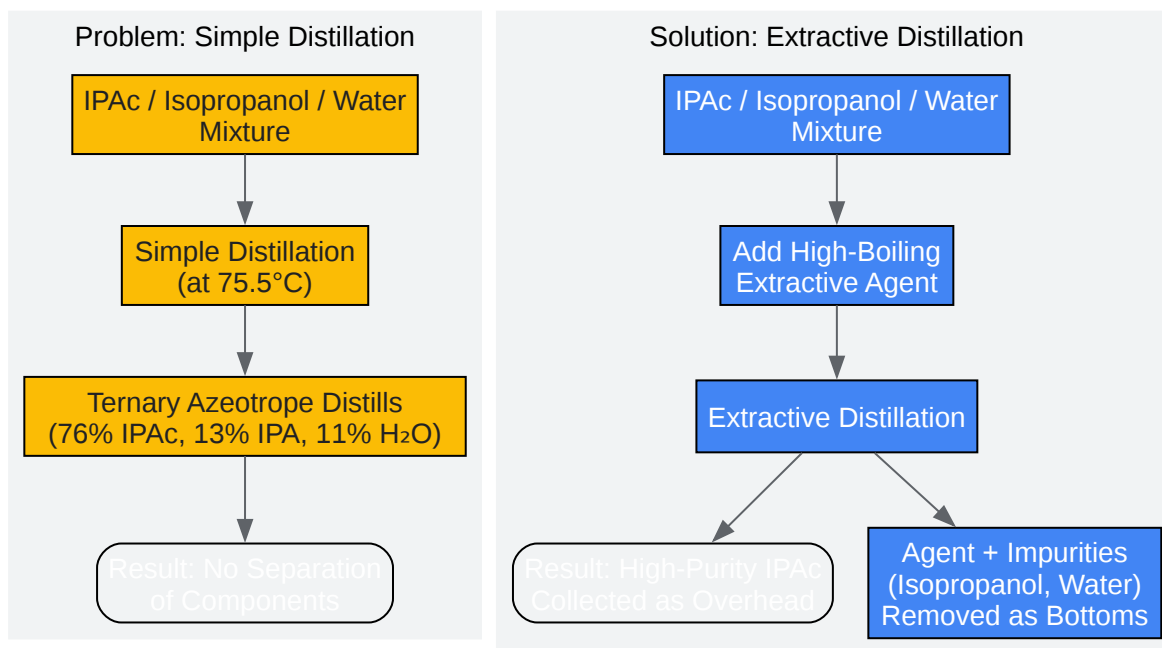 Problem: Simple Distillation
IPAc / Isopropanol / Water
Mixture
Simple Distillation
(at 75.5°C)
Ternary Azeotrope Distills
(76% IPAc, 13% IPA, 11% H₂O)
Result: No Separation
of Components
Solution: Extractive Distillation
IPAc / Isopropanol / Water
Mixture
Add High-Boiling
Extractive Agent
Extractive Distillation
Result: High-Purity IPAc
Collected as Overhead
Agent + Impurities
(Isopropanol, Water)
Removed as Bottoms